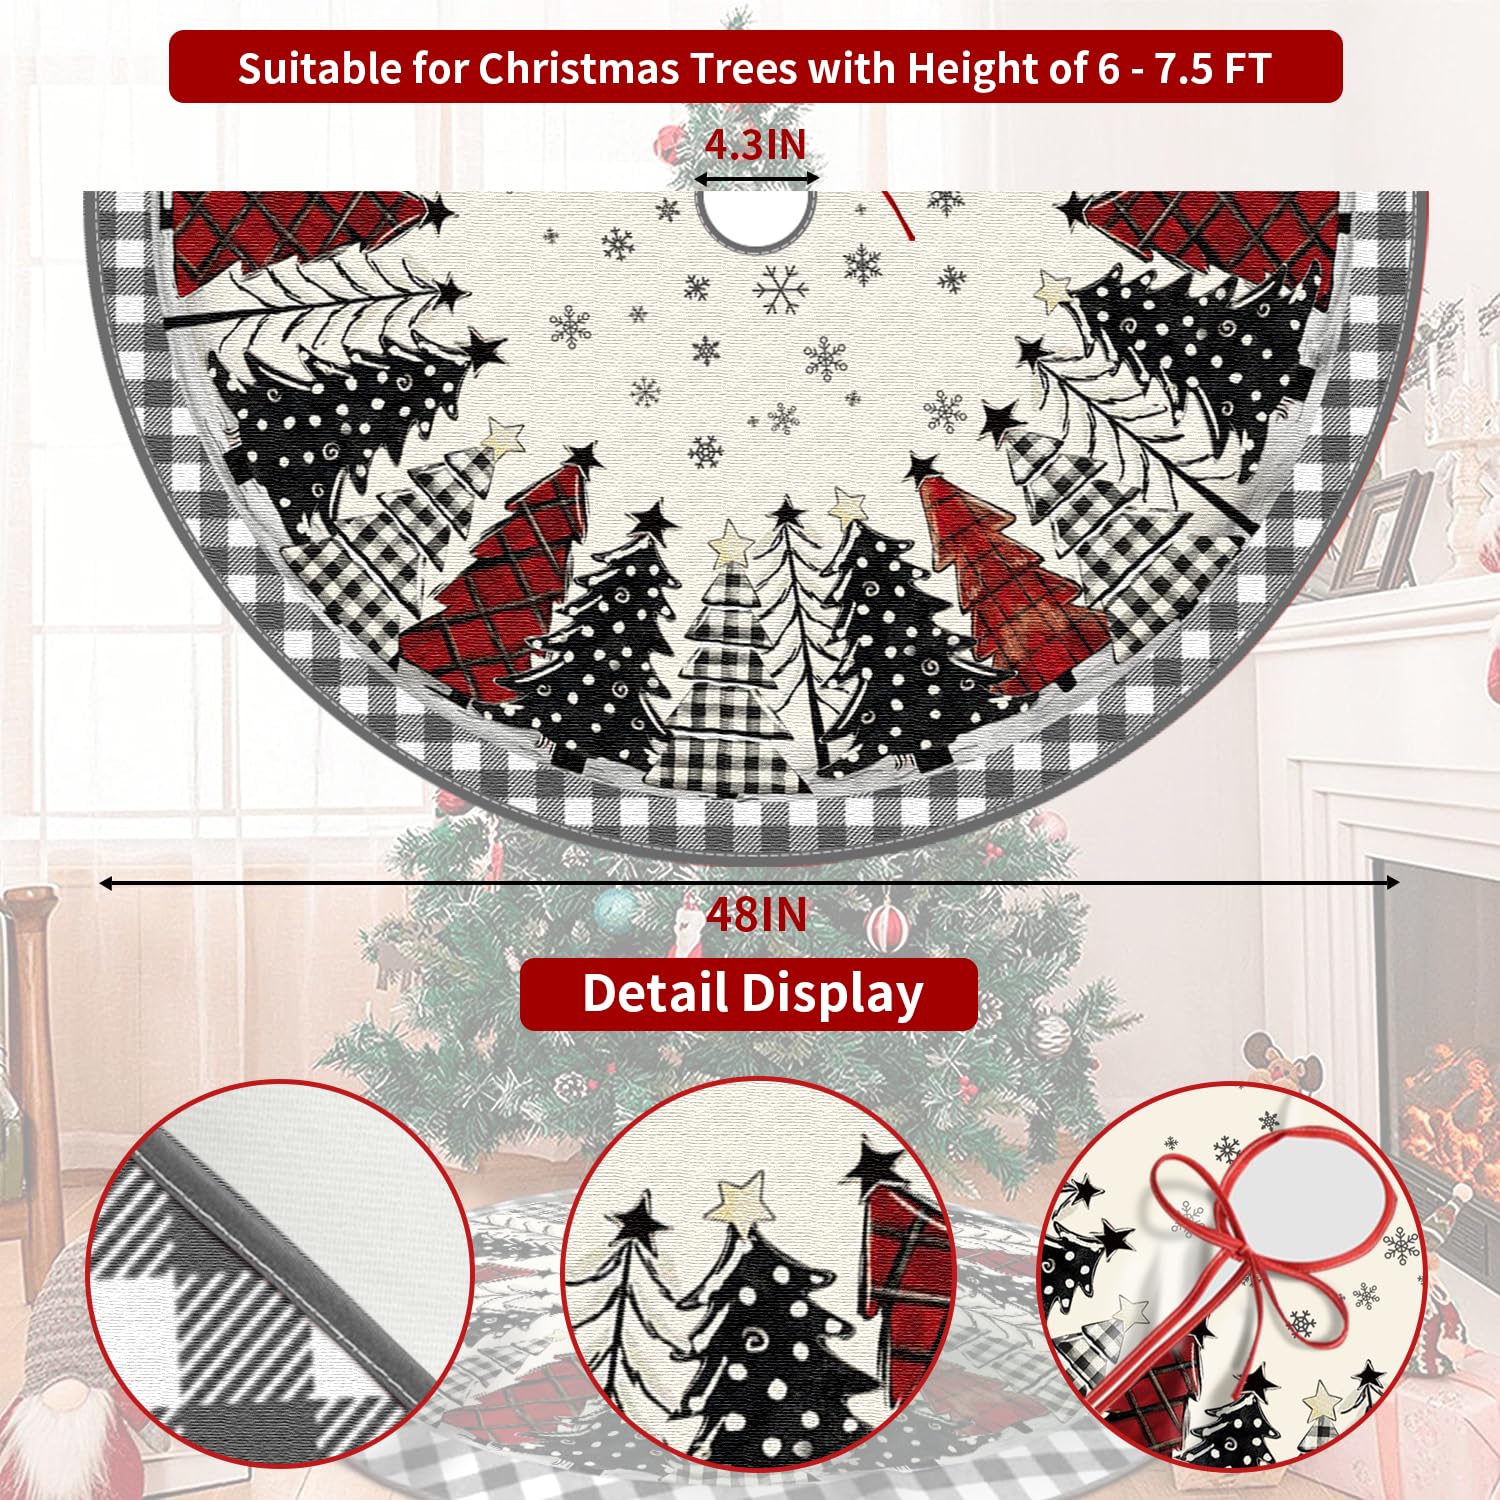 Suitable for Christmas Trees with Height of 6 - 7.5 FT
4.3IN
48IN
Detail Display